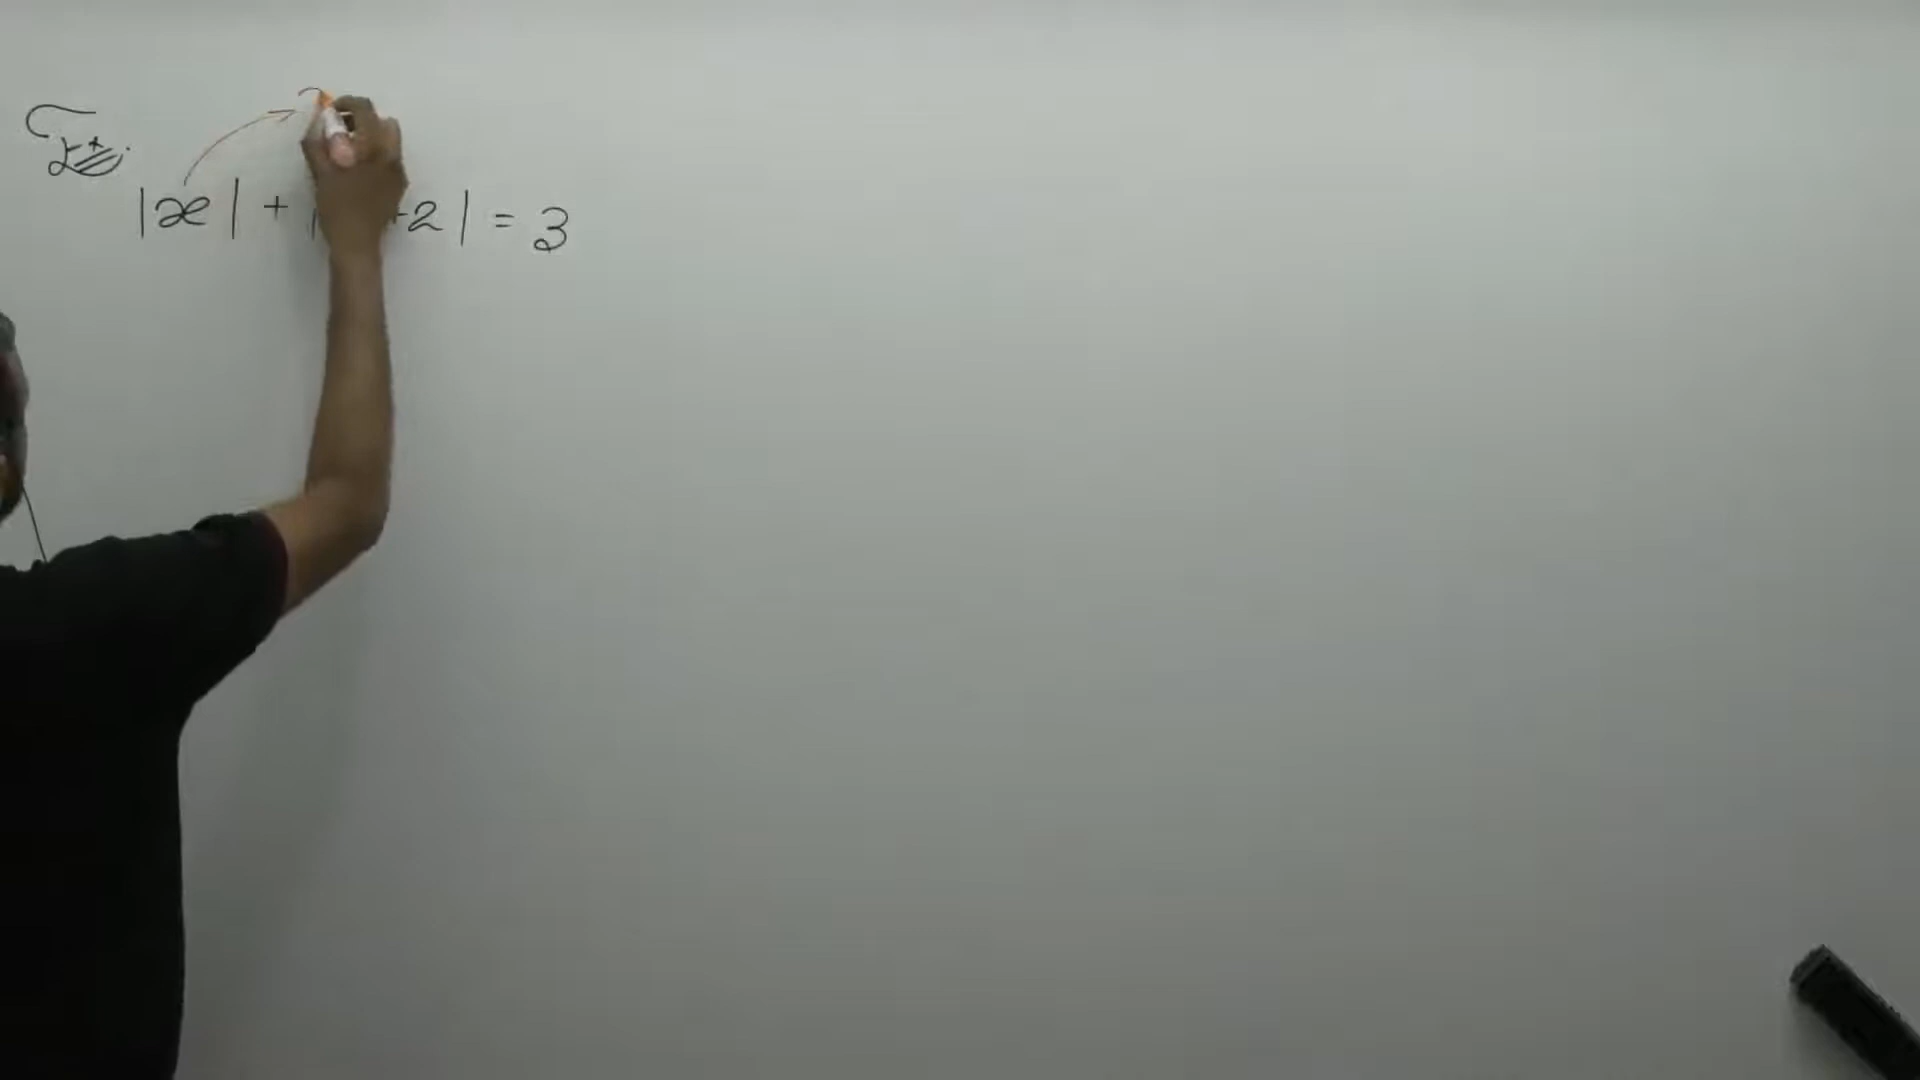 Ex.
|x| + | +2| = 3